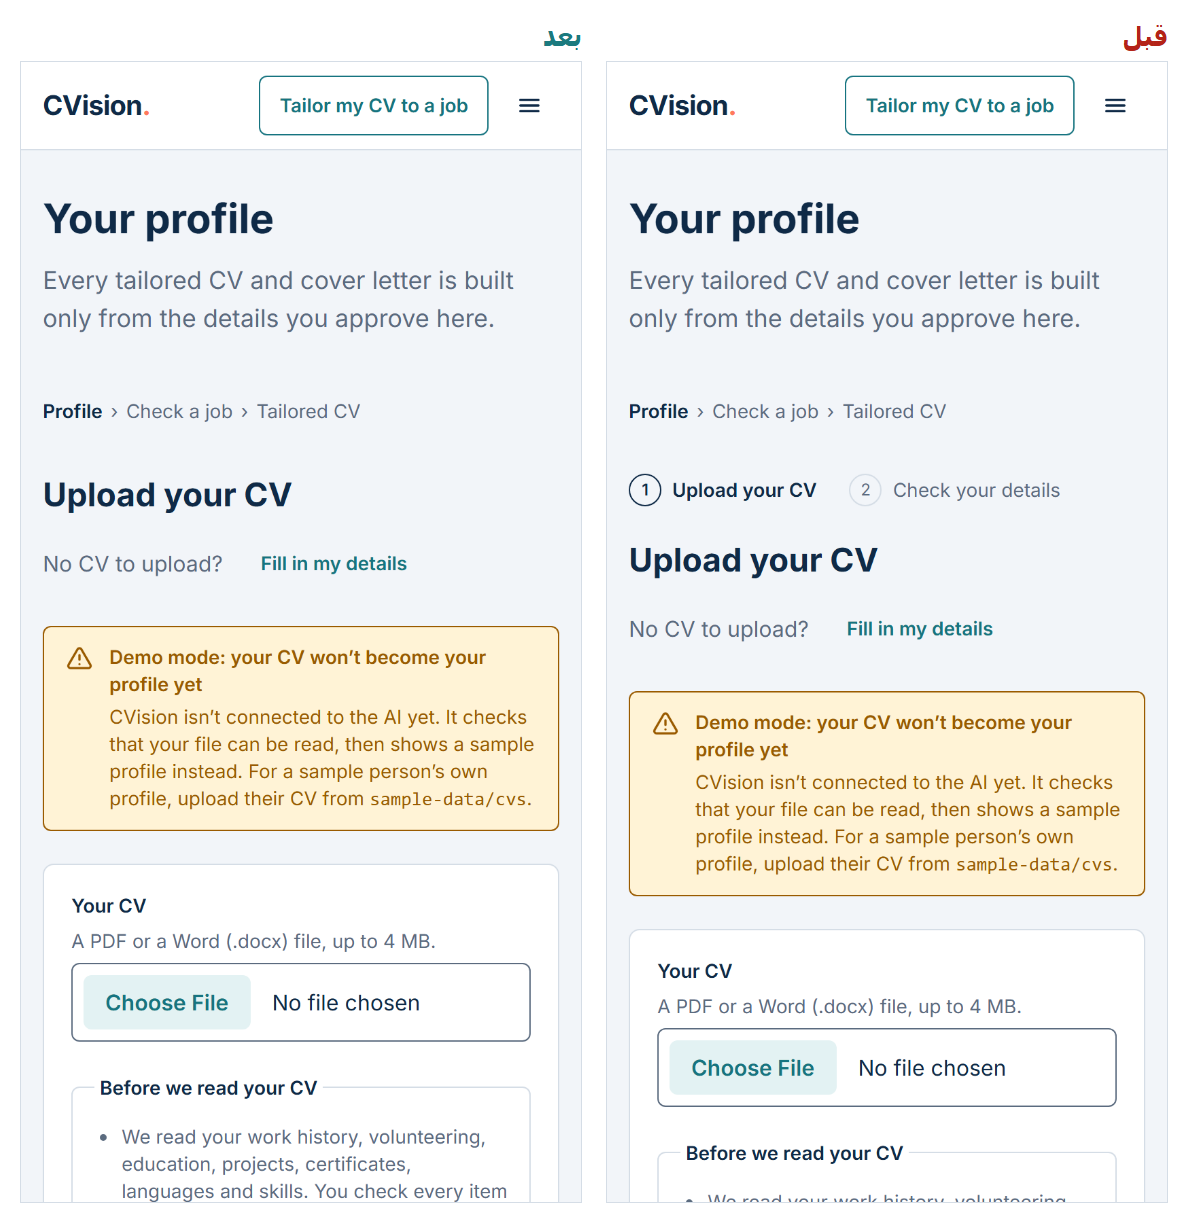 قبل
CVision.
Tailor my CV to a job
Your profile
Every tailored CV and cover letter is built
only from the details you approve here.
Profile › Check a job › Tailored CV
1 Upload your CV 2 Check your details
Upload your CV
No CV to upload? Fill in my details
Demo mode: your CV won’t become your
profile yet
CVision isn’t connected to the AI yet. It checks
that your file can be read, then shows a sample
profile instead. For a sample person’s own
profile, upload their CV from sample-data/cvs.
Your CV
A PDF or a Word (.docx) file, up to 4 MB.
Choose File No file chosen
Before we read your CV
• We read your work history, volunteering,
بعد
CVision.
Tailor my CV to a job
Your profile
Every tailored CV and cover letter is built
only from the details you approve here.
Profile › Check a job › Tailored CV
Upload your CV
No CV to upload? Fill in my details
Demo mode: your CV won’t become your
profile yet
CVision isn’t connected to the AI yet. It checks
that your file can be read, then shows a sample
profile instead. For a sample person’s own
profile, upload their CV from sample-data/cvs.
Your CV
A PDF or a Word (.docx) file, up to 4 MB.
Choose File No file chosen
Before we read your CV
• We read your work history, volunteering,
education, projects, certificates,
languages and skills. You check every item